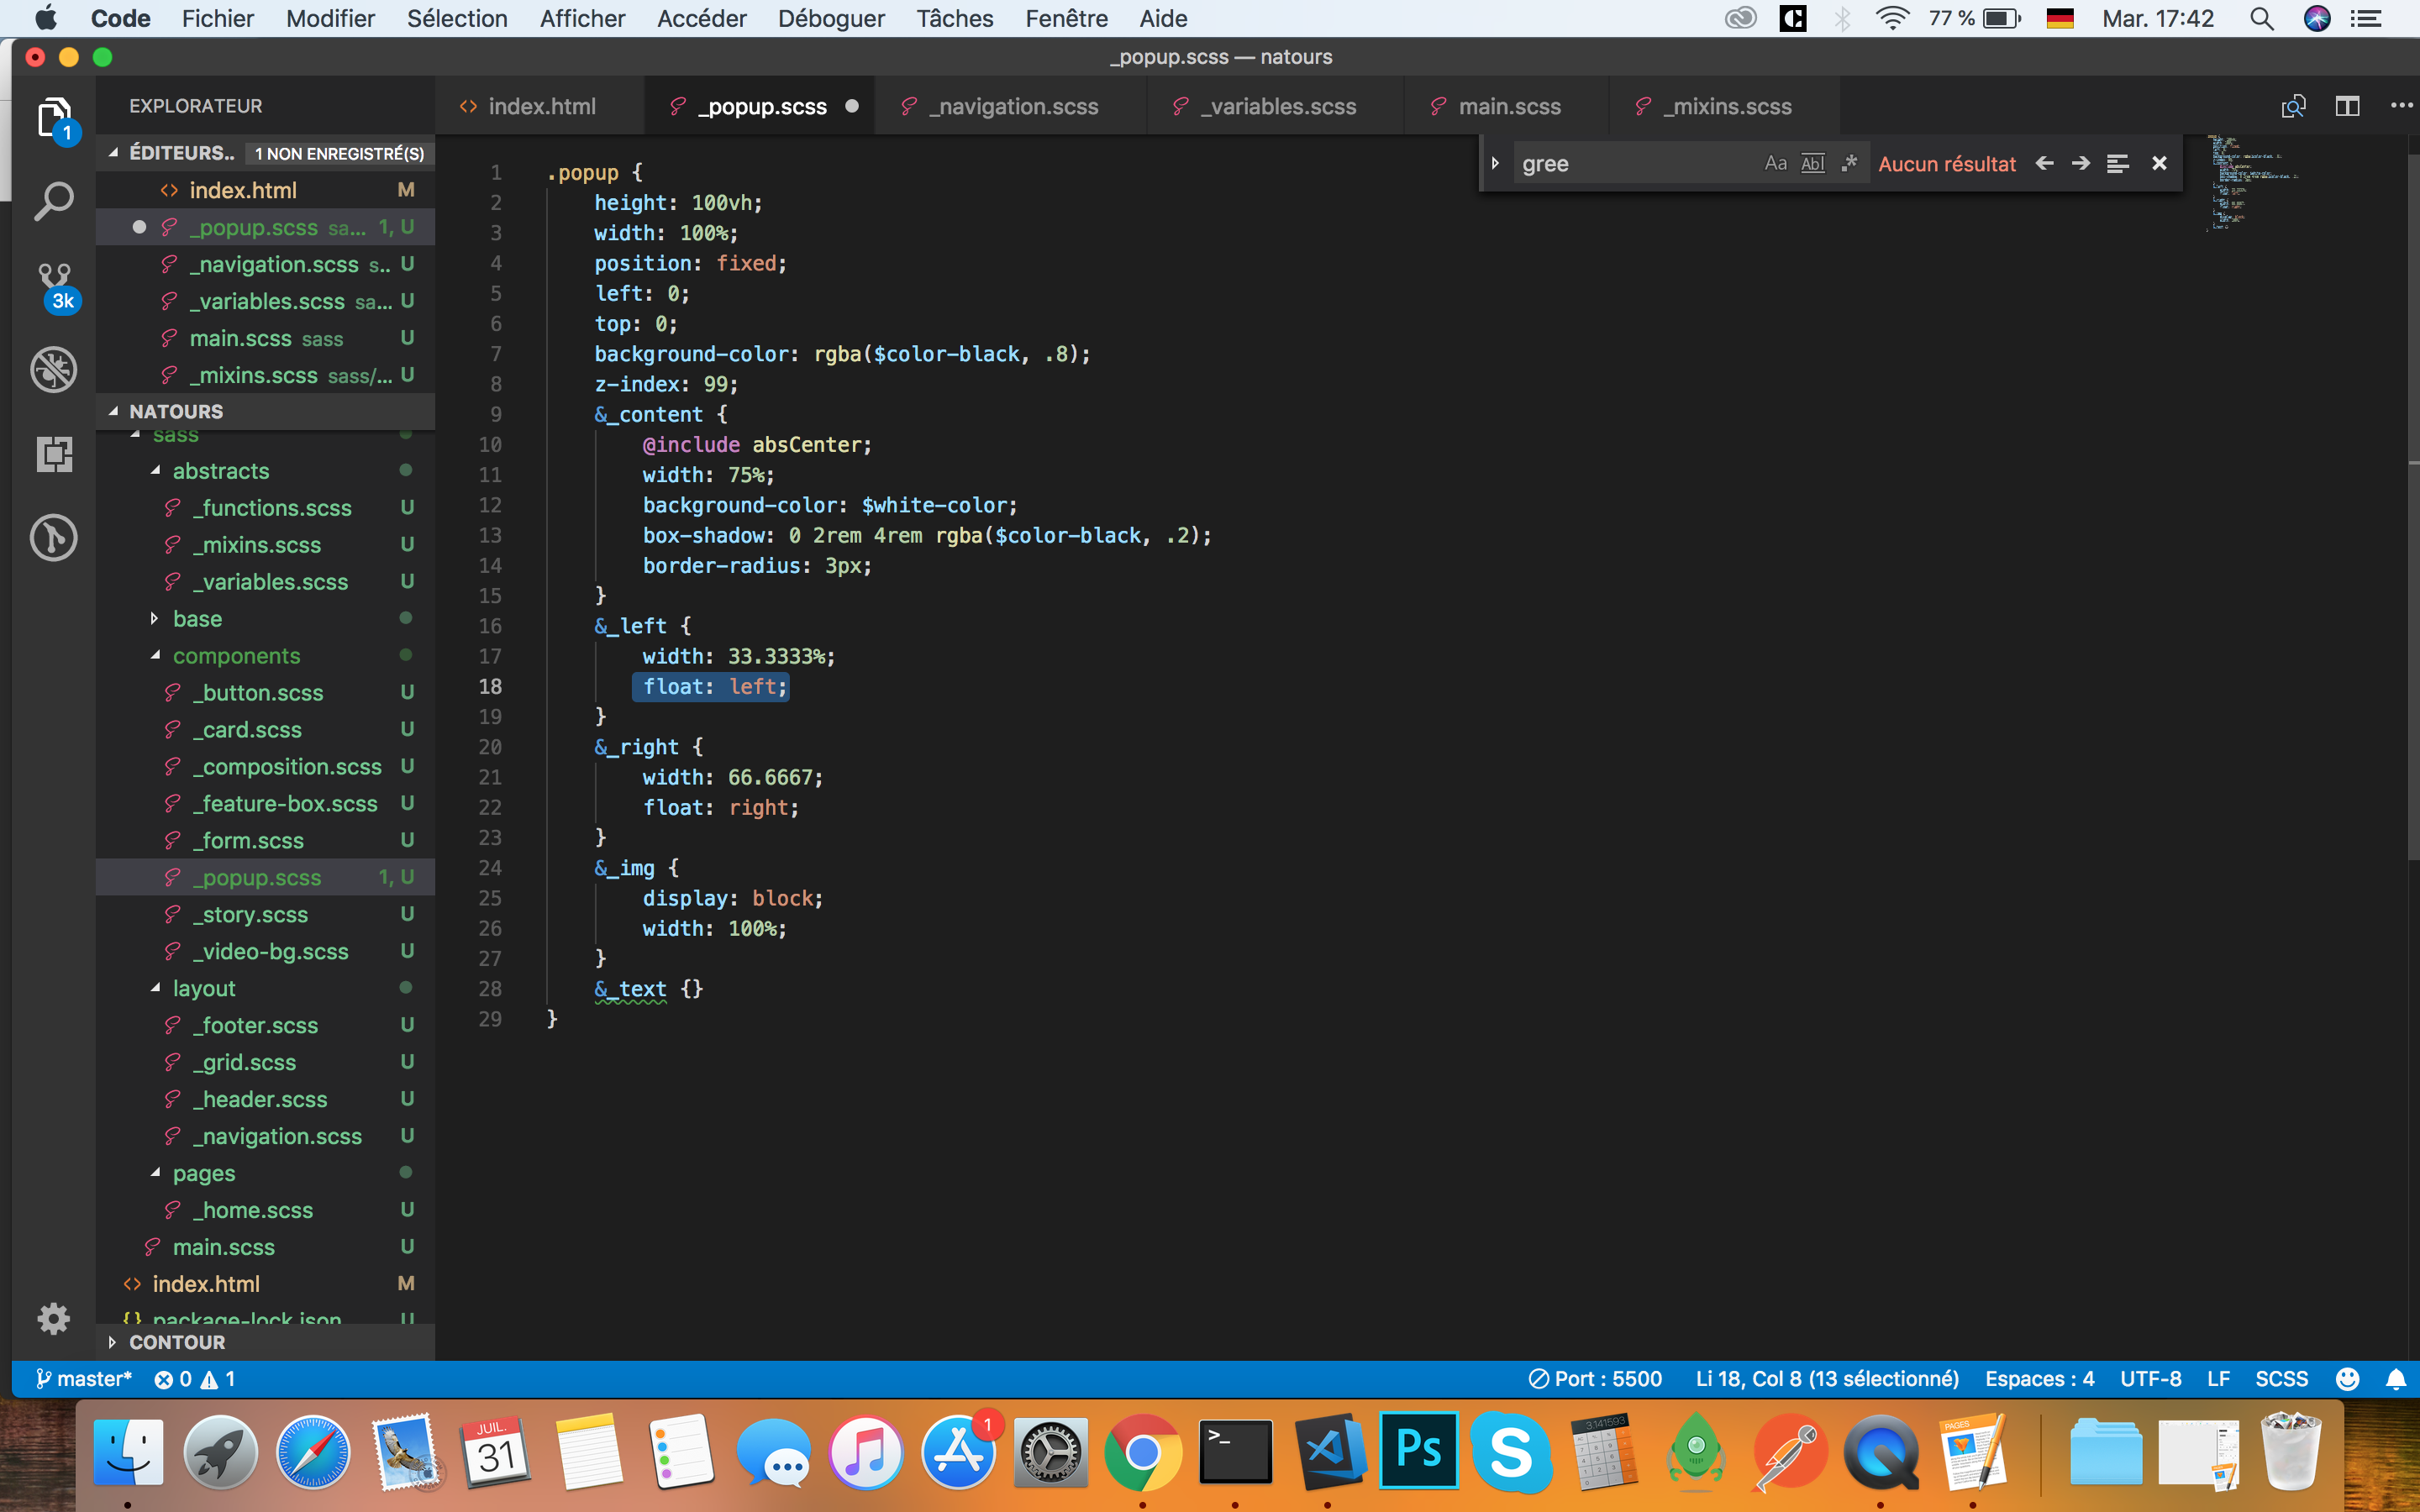 Code Fichier Modifier Sélection Afficher Accéder Déboguer Tâches Fenêtre Aide 77 % Mar. 17:42
_popup.scss — natours
EXPLORATEUR
index.html _popup.scss _navigation.scss _variables.scss main.scss _mixins.scss
1
ÉDITEURS.. 1 NON ENREGISTRÉ(S)
index.html M
_popup.scss sa... 1, U
_navigation.scss s.. U
_variables.scss sa... U
main.scss sass U
_mixins.scss sass/... U
3k
gree Aa Abl .* Aucun résultat
NATOURS
sass
abstracts
_functions.scss U
_mixins.scss U
_variables.scss U
base
components
_button.scss U
_card.scss U
_composition.scss U
_feature-box.scss U
_form.scss U
_popup.scss 1, U
_story.scss U
_video-bg.scss U
layout
_footer.scss U
_grid.scss U
_header.scss U
_navigation.scss U
pages
_home.scss U
main.scss U
index.html M
{} package-lock.json U
CONTOUR
1 .popup {
2 height: 100vh;
3 width: 100%;
4 position: fixed;
5 left: 0;
6 top: 0;
7 background-color: rgba($color-black, .8);
8 z-index: 99;
9 &_content {
10 @include absCenter;
11 width: 75%;
12 background-color: $white-color;
13 box-shadow: 0 2rem 4rem rgba($color-black, .2);
14 border-radius: 3px;
15 }
16 &_left {
17 width: 33.3333%;
18 float: left;
19 }
20 &_right {
21 width: 66.6667;
22 float: right;
23 }
24 &_img {
25 display: block;
26 width: 100%;
27 }
28 &_text {}
29 }
master* 0 1 Port : 5500 Li 18, Col 8 (13 sélectionné) Espaces : 4 UTF-8 LF SCSS
JUIL.
31
1
>_
Ps
S
3.141593
PAGES